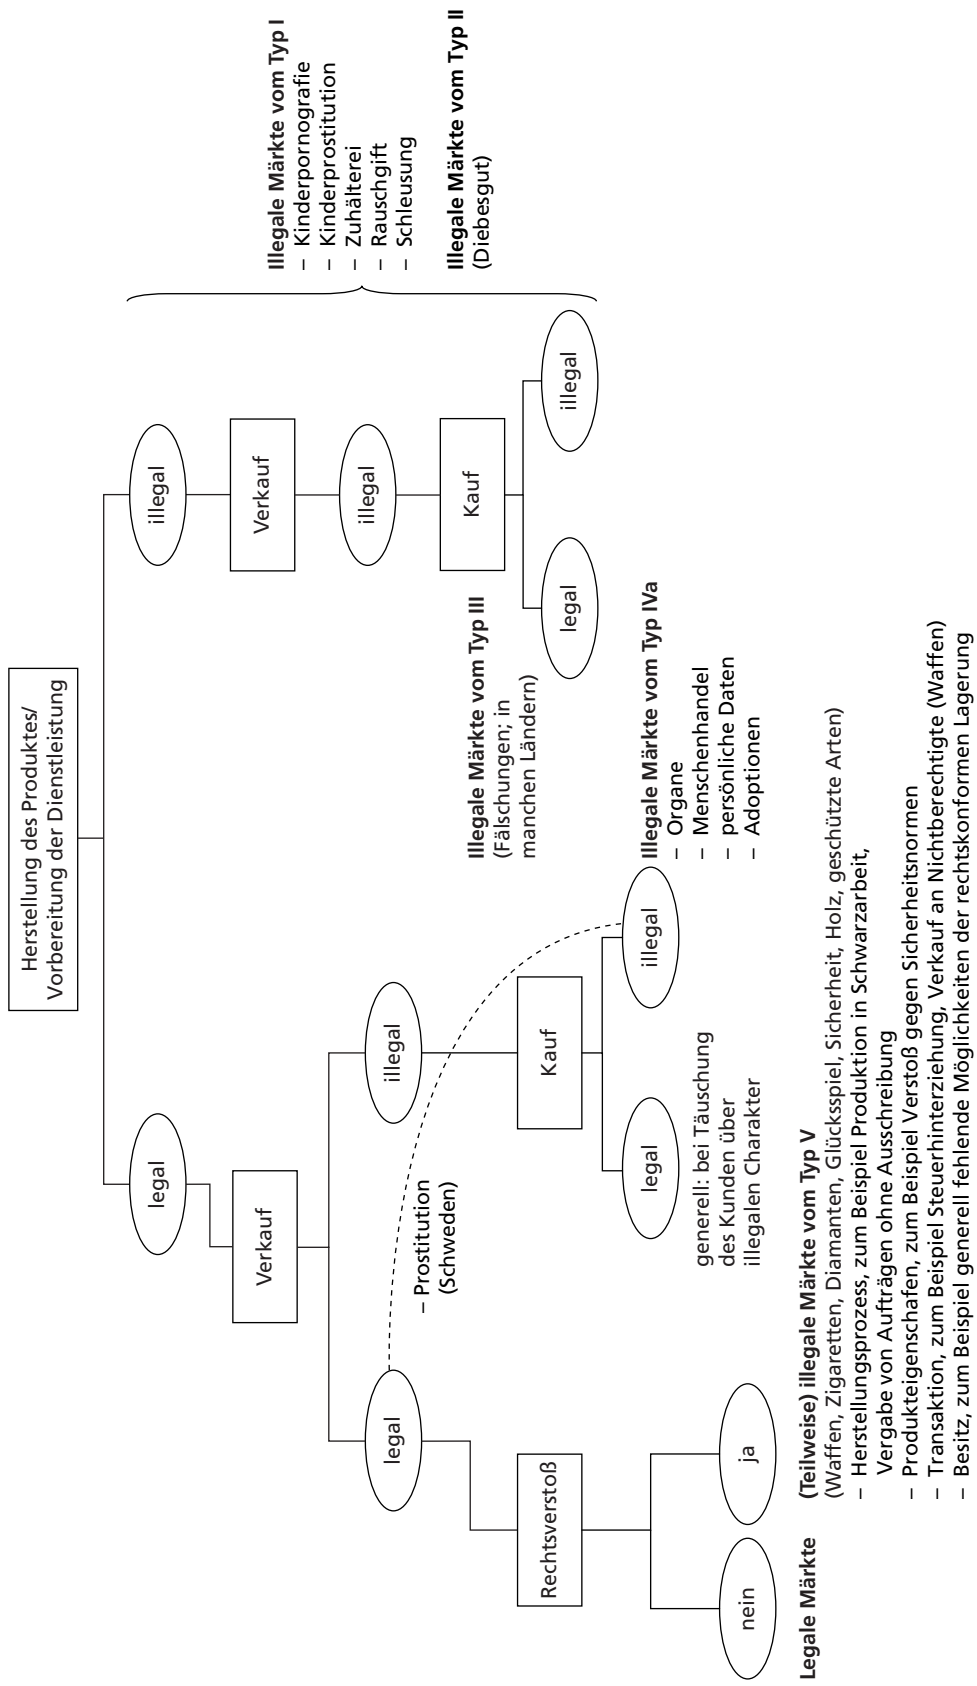 Herstellung des Produktes/
Vorbereitung der Dienstleistung
legal
illegal
Verkauf
Verkauf
legal
illegal
illegal
– Prostitution
(Schweden)
Rechtsverstoß
Kauf
Kauf
Illegale Märkte vom Typ III
(Fälschungen; in
manchen Ländern)
legal
illegal
Illegale Märkte vom Typ I
– Kinderpornografie
– Kinderprostitution
– Zuhälterei
– Rauschgift
– Schleusung
Illegale Märkte vom Typ II
(Diebesgut)
legal
illegal
generell: bei Täuschung
des Kunden über
illegalen Charakter
Illegale Märkte vom Typ IVa
– Organe
– Menschenhandel
– persönliche Daten
– Adoptionen
nein
ja
Legale Märkte
(Teilweise) illegale Märkte vom Typ V
(Waffen, Zigaretten, Diamanten, Glücksspiel, Sicherheit, Holz, geschützte Arten)
– Herstellungsprozess, zum Beispiel Produktion in Schwarzarbeit,
Vergabe von Aufträgen ohne Ausschreibung
– Produkteigenschafen, zum Beispiel Verstoß gegen Sicherheitsnormen
– Transaktion, zum Beispiel Steuerhinterziehung, Verkauf an Nichtberechtigte (Waffen)
– Besitz, zum Beispiel generell fehlende Möglichkeiten der rechtskonformen Lagerung